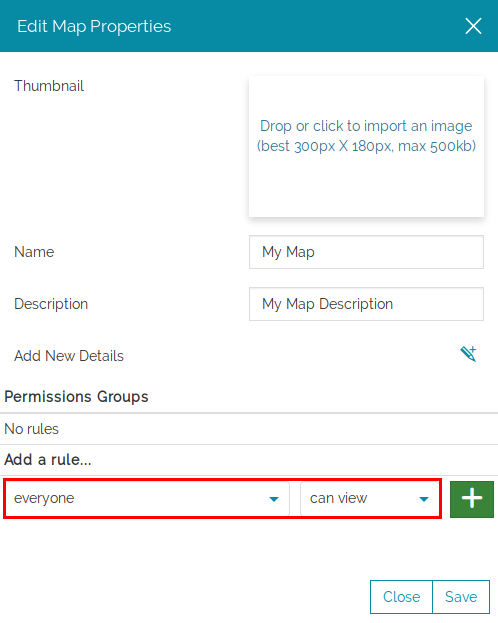 Edit Map Properties
Thumbnail
Drop or click to import an image
(best 300px X 180px, max 500kb)
Name
My Map
Description
My Map Description
Add New Details
Permissions Groups
No rules
Add a rule...
everyone
can view
Close
Save